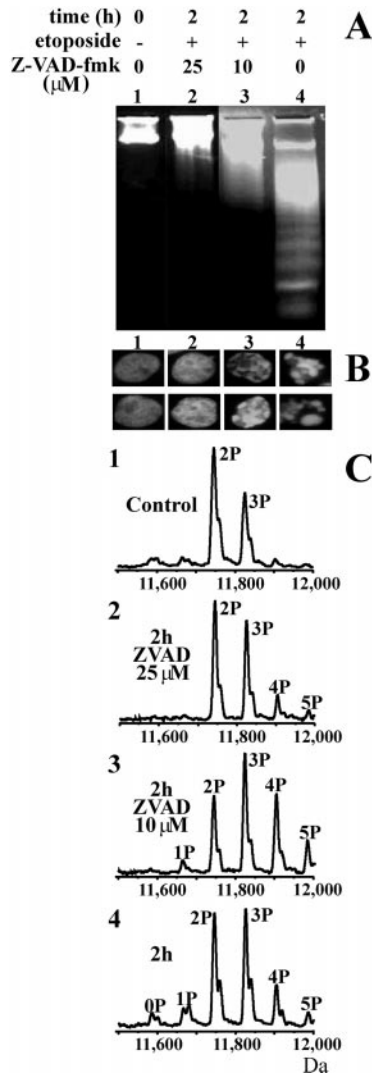 time (h) 0 2 2 2 A
etoposide - + + +
Z-VAD-fmk 0 25 10 0
(μM)
1 2 3 4
1 2 3 4
B
C
1
2P
3P
Control
11,600 11,800 12,000
2
2P
3P
2h
ZVAD
25 μM
4P
5P
11,600 11,800 12,000
3
3P
2h
ZVAD
10 μM
2P
4P
1P
5P
11,600 11,800 12,000
4
2P
3P
2h
4P
0P
1P
5P
11,600 11,800 12,000
Da